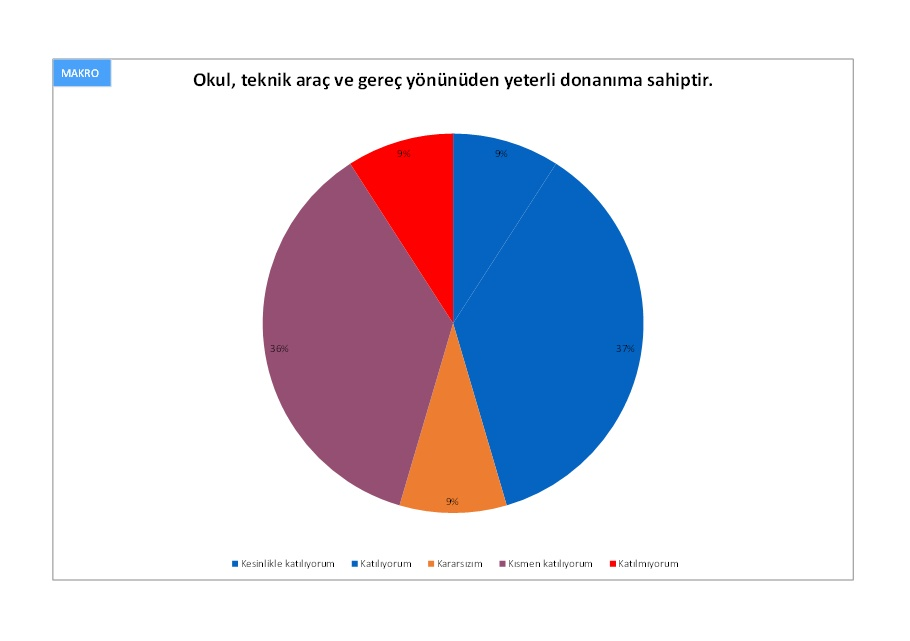 MAKRO
Okul, teknik araç ve gereç yönünüden yeterli donanıma sahiptir.
9% 9%
36% 37%
9%
Kesinlikle katılıyorum Katılıyorum Kararsızım Kısmen katılıyorum Katılmıyorum